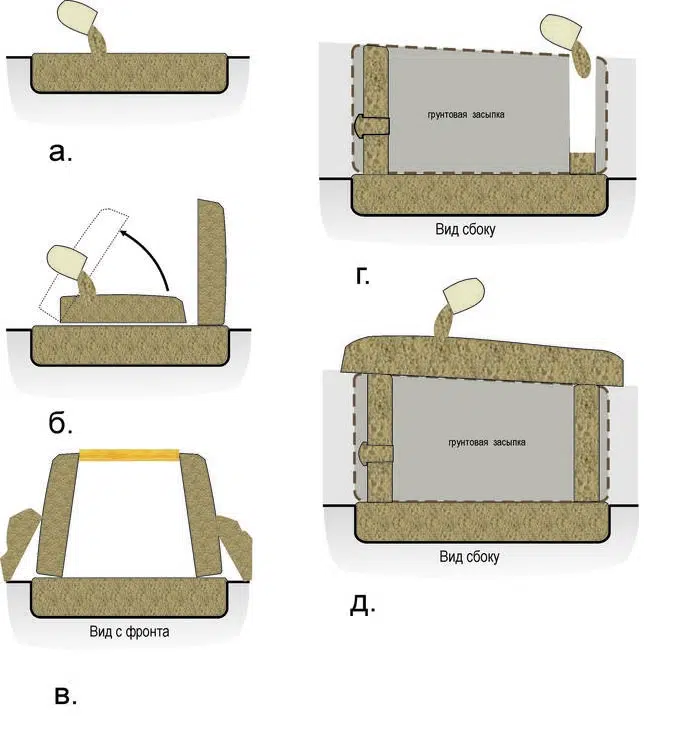 а.
б.
Вид с фронта
в.
грунтовая засыпка
Вид сбоку
г.
грунтовая засыпка
Вид сбоку
д.